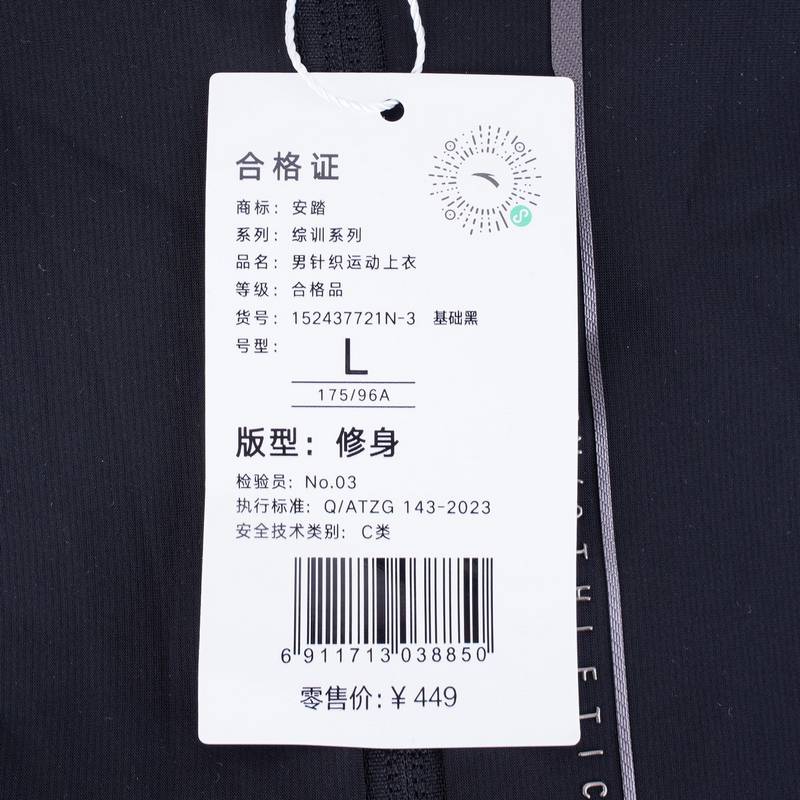 合格证
商标：安踏
系列：综训系列
品名：男针织运动上衣
等级：合格品
货号：152437721N-3 基础黑
号型：L
175/96A
版型：修身
检验员：No.03
执行标准：Q/ATZG 143-2023
安全技术类别：C类
6 911713 038850
零售价：¥ 449